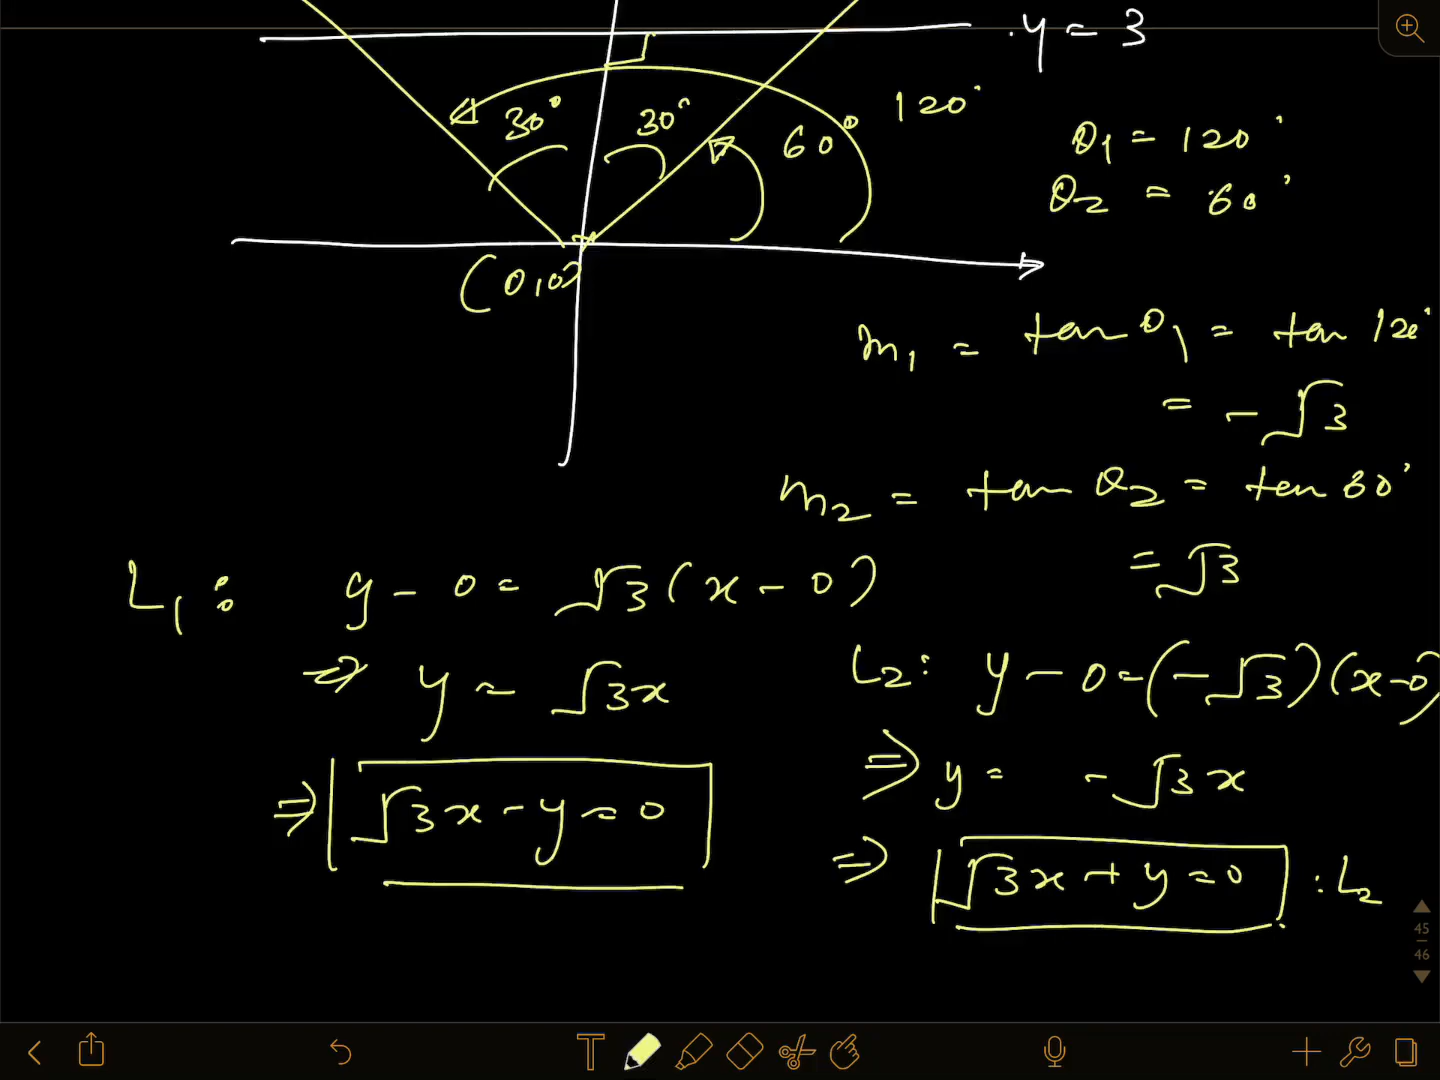 y = 3
120°
30° 30° 60°
θ1 = 120°
θ2 = 60°
(0,0)
m1 = tan θ1 = tan 120°
= -√3
m2 = tan θ2 = tan 60°
= √3
L1: y - 0 = √3(x - 0)
⇒ y = √3x
⇒ √3x - y = 0
L2: y - 0 = (-√3)(x-0)
⇒ y = -√3x
⇒ √3x + y = 0 : L2
45
46
T